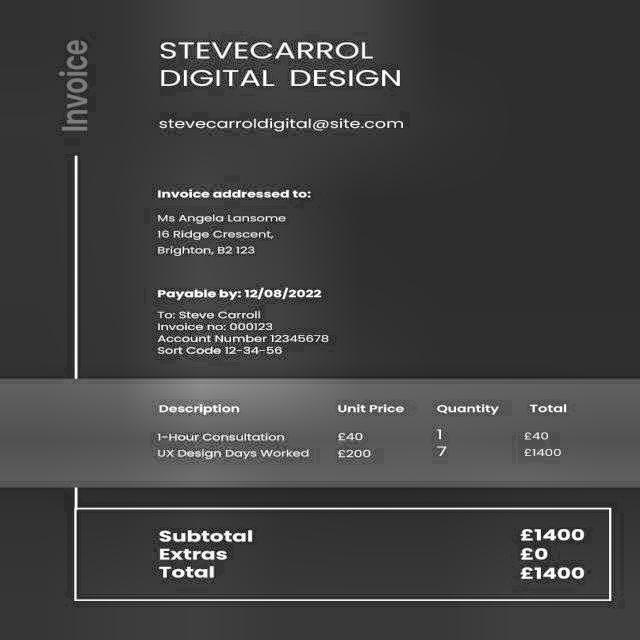 Invoice
STEVECARROL
DIGITAL DESIGN
stevecarroldigital@site.com
Invoice addressed to:
Ms Angela Lansome
16 Ridge Crescent,
Brighton, B2 123
Payable by: 12/08/2022
To: Steve Carroll
Invoice no: 000123
Account Number 12345678
Sort Code 12-34-56
Description Unit Price Quantity Total
1-Hour Consultation £40 1 £40
UX Design Days Worked £200 7 £1400
Subtotal £1400
Extras £0
Total £1400